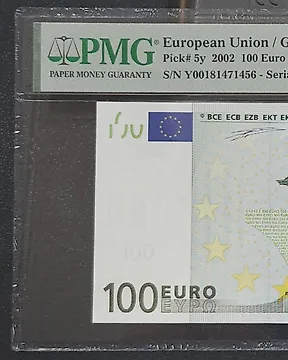 PMG® European Union / G
Pick# 5y 2002 100 Euro
PAPER MONEY GUARANTY S/N Y00181471456 - Seria
© BCE ECB EZB EKT EK
100 EURO
ΕΥΡΩ